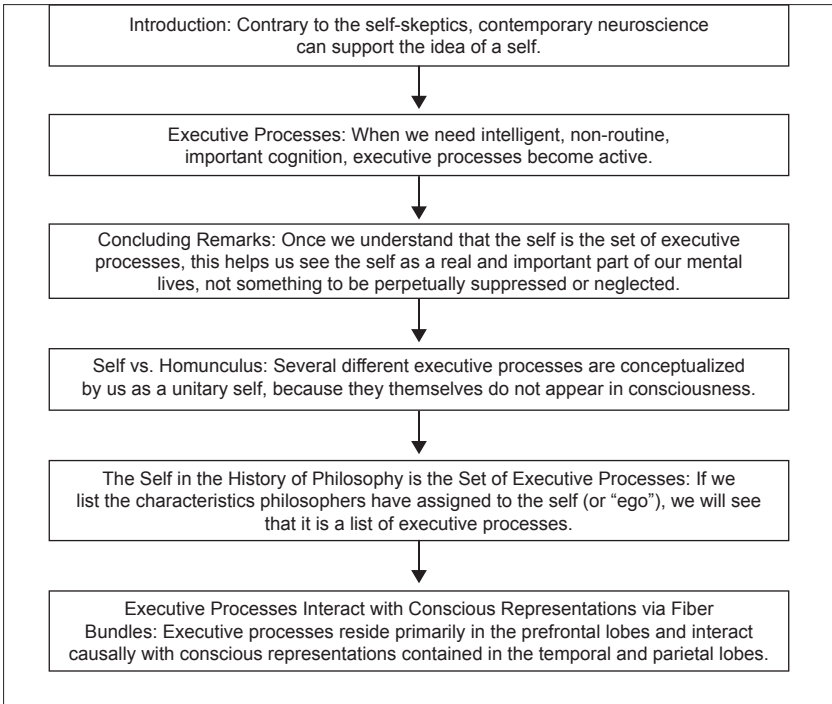 Introduction: Contrary to the self-skeptics, contemporary neuroscience
can support the idea of a self.
Executive Processes: When we need intelligent, non-routine,
important cognition, executive processes become active.
Concluding Remarks: Once we understand that the self is the set of executive
processes, this helps us see the self as a real and important part of our mental
lives, not something to be perpetually suppressed or neglected.
Self vs. Homunculus: Several different executive processes are conceptualized
by us as a unitary self, because they themselves do not appear in consciousness.
The Self in the History of Philosophy is the Set of Executive Processes: If we
list the characteristics philosophers have assigned to the self (or “ego”), we will see
that it is a list of executive processes.
Executive Processes Interact with Conscious Representations via Fiber
Bundles: Executive processes reside primarily in the prefrontal lobes and interact
causally with conscious representations contained in the temporal and parietal lobes.